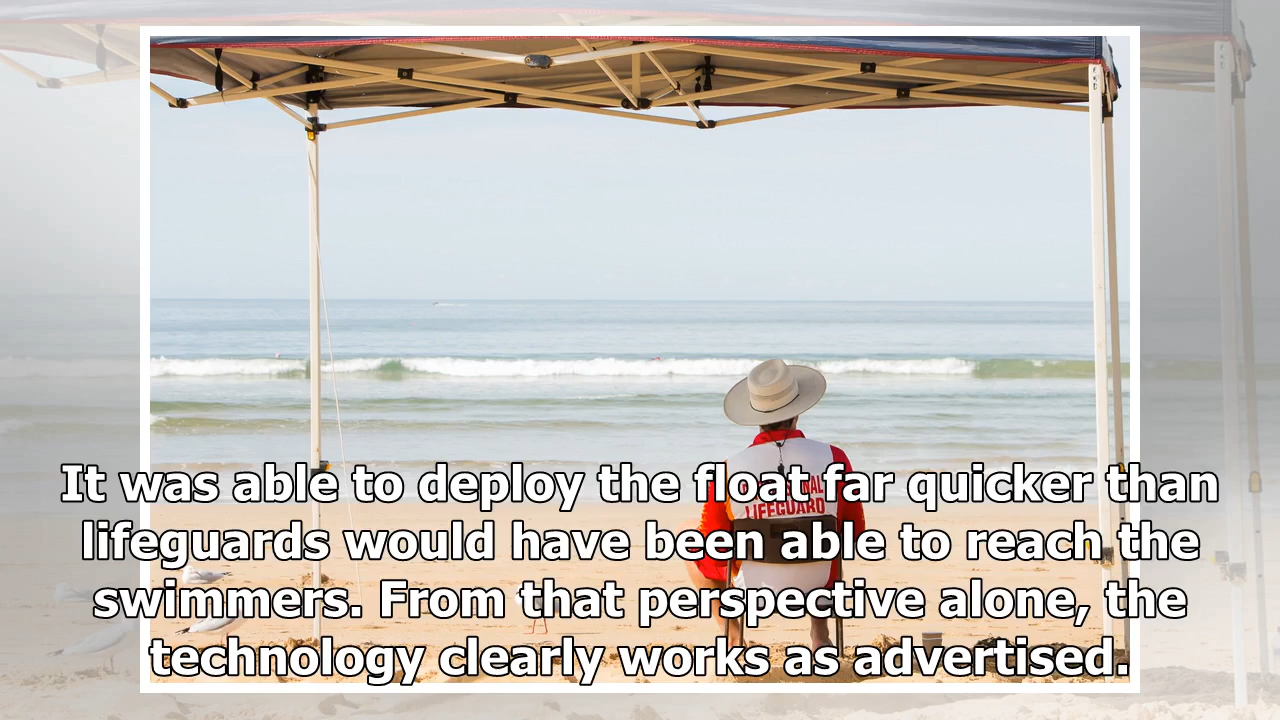 It was able to deploy the float far quicker than
lifeguards would have been able to reach the
swimmers. From that perspective alone, the
technology clearly works as advertised.
LIFEGUARD